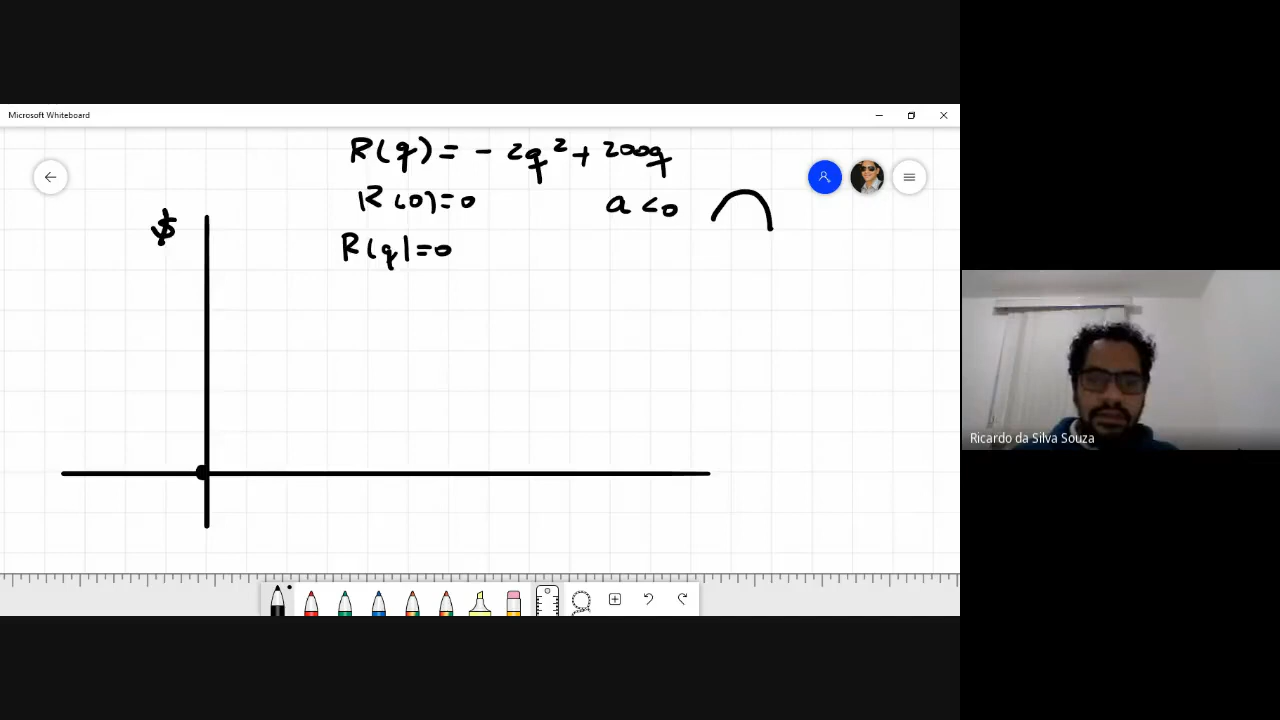 Microsoft Whiteboard
R(q) = - 2q² + 200q
R(0) = 0 a < 0
$
R(q) = 0
Ricardo da Silva Souza